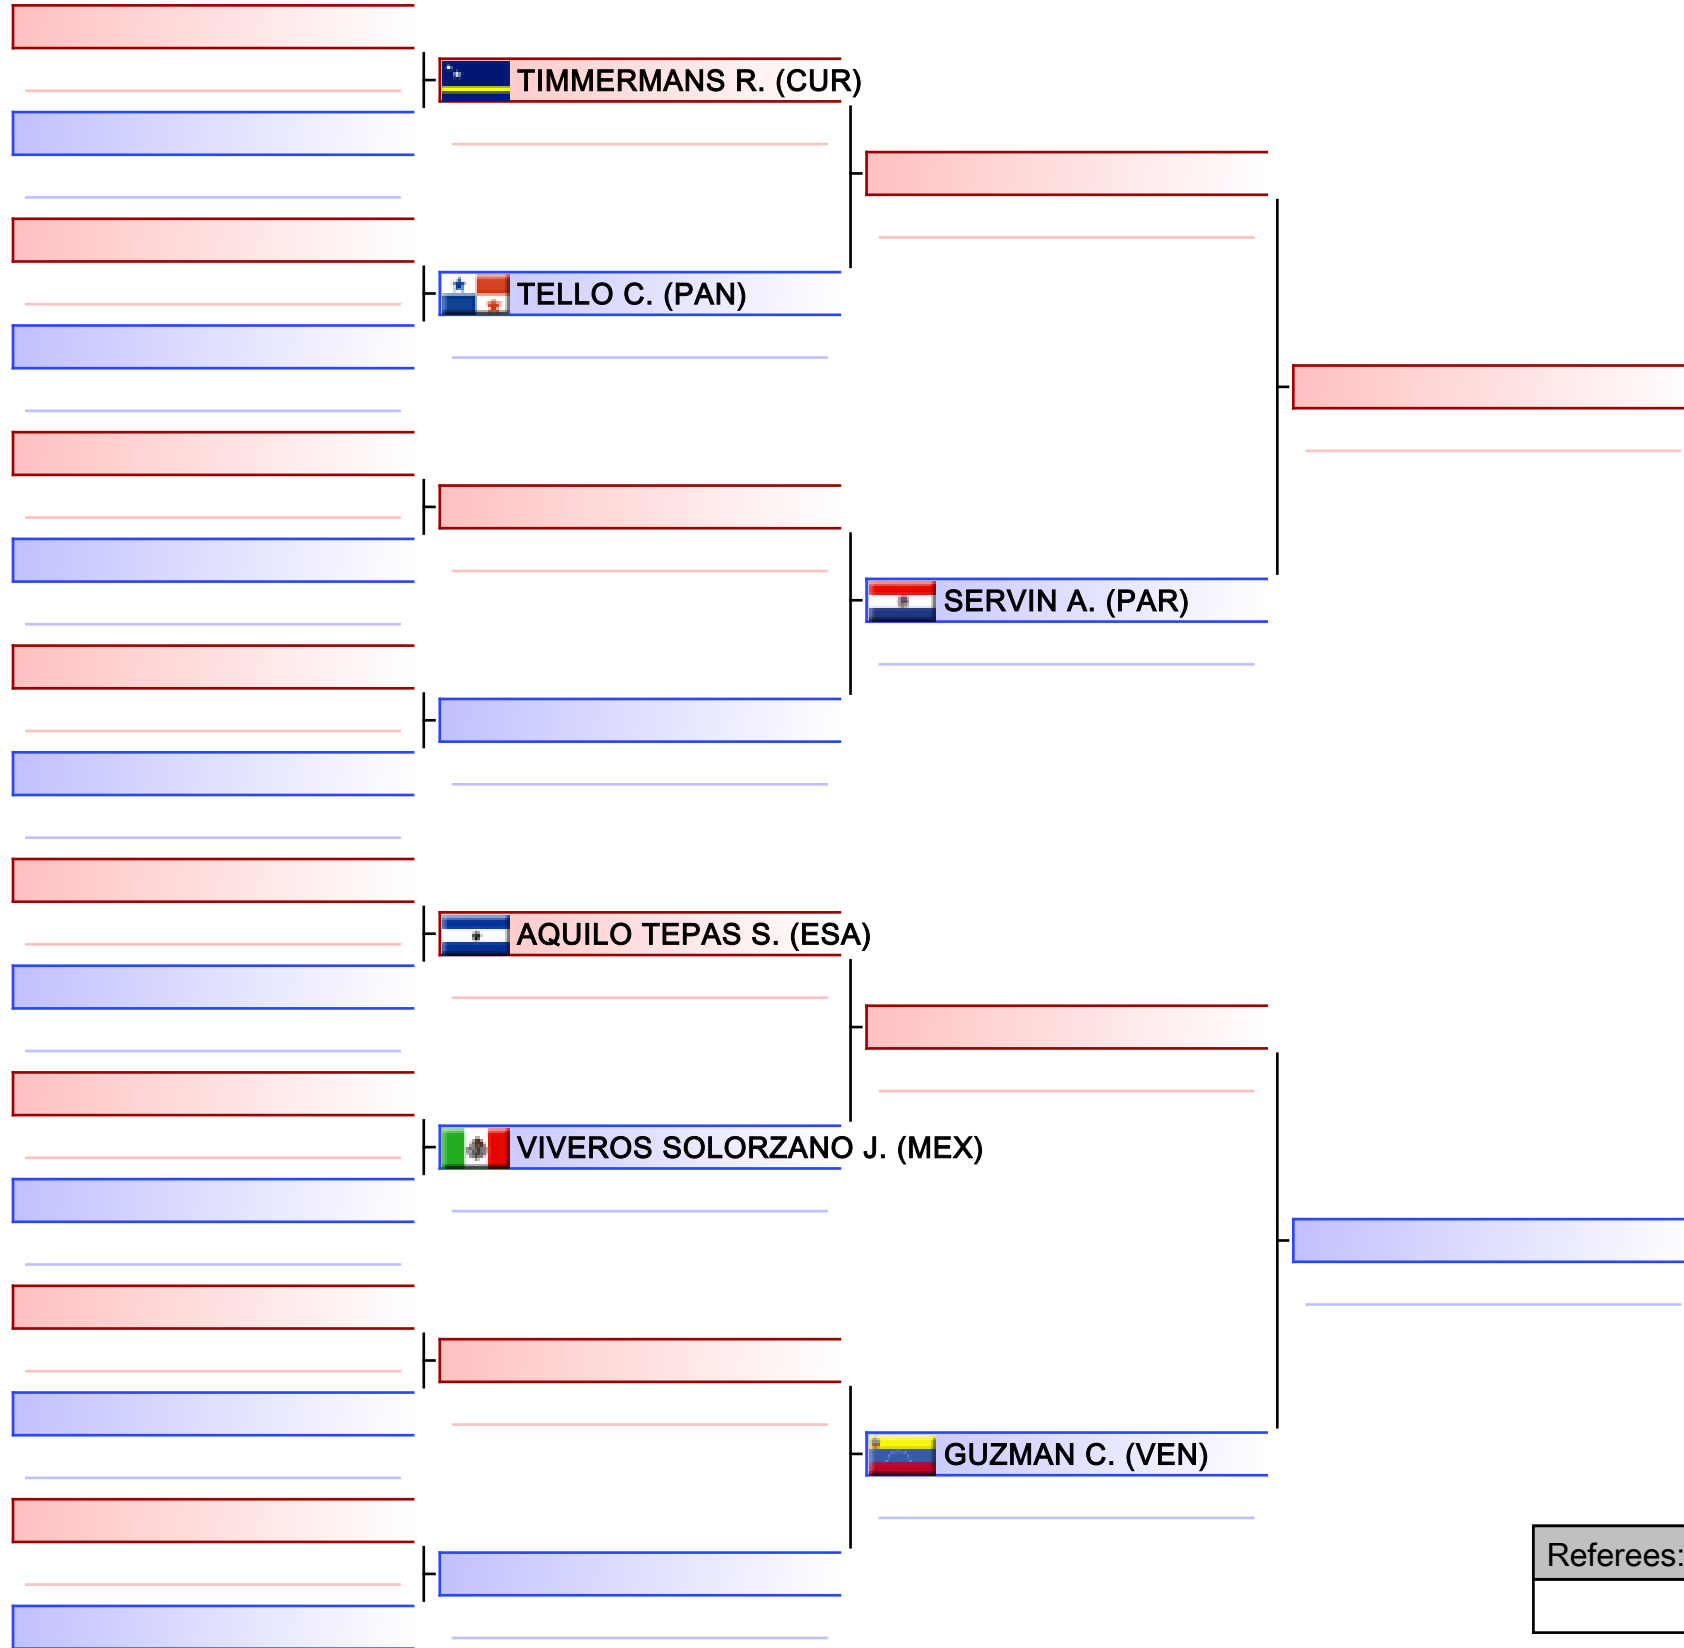 TIMMERMANS R. (CUR)
TELLO C. (PAN)
SERVIN A. (PAR)
AQUILO TEPAS S. (ESA)
VIVEROS SOLORZANO J. (MEX)
GUZMAN C. (VEN)
Referees: